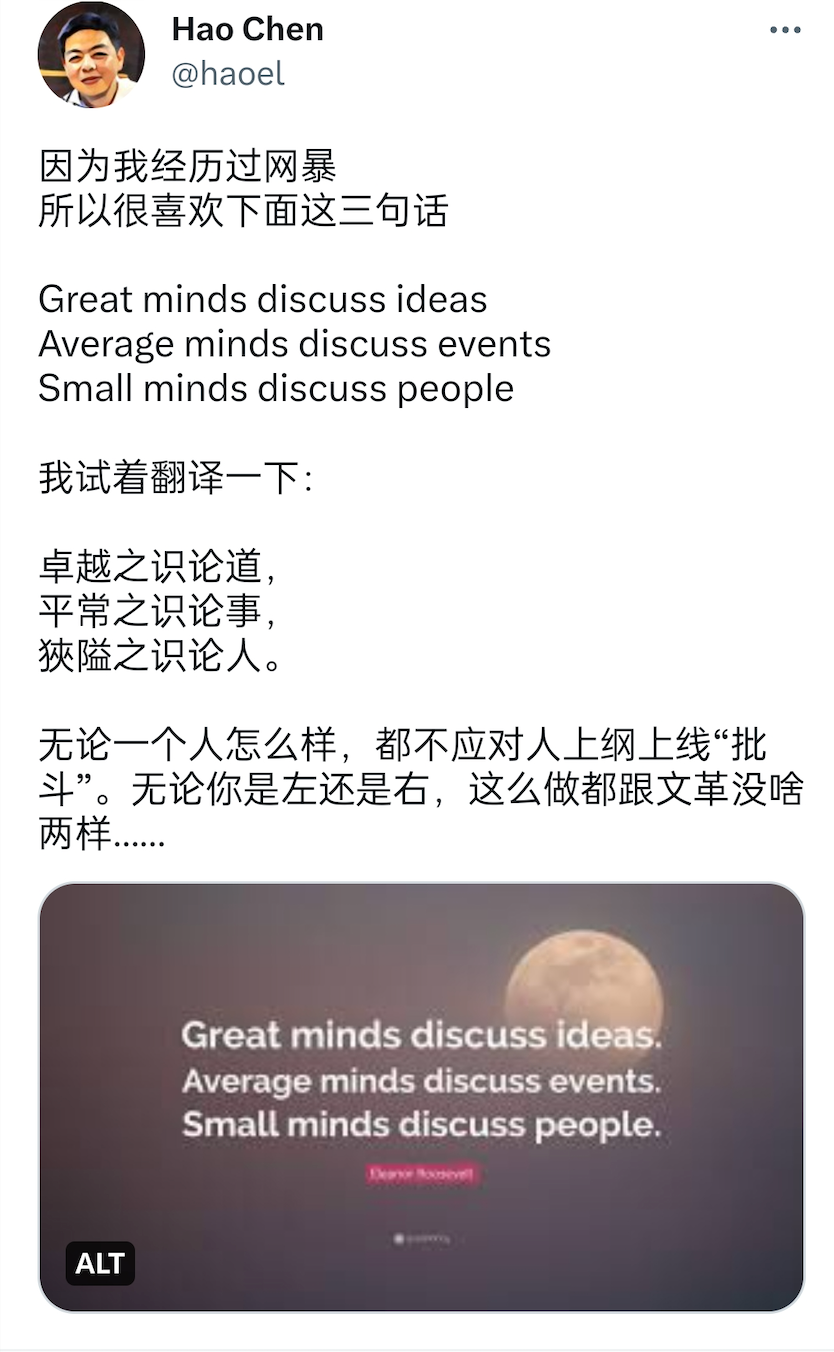 Hao Chen
@haoel
因为我经历过网暴
所以很喜欢下面这三句话
Great minds discuss ideas
Average minds discuss events
Small minds discuss people
我试着翻译一下：
卓越之识论道，
平常之识论事，
狹隘之识论人。
无论一个人怎么样，都不应对人上纲上线“批
斗”。无论你是左还是右，这么做都跟文革没啥
两样……
Great minds discuss ideas.
Average minds discuss events.
Small minds discuss people.
Eleanor Roosevelt
ALT